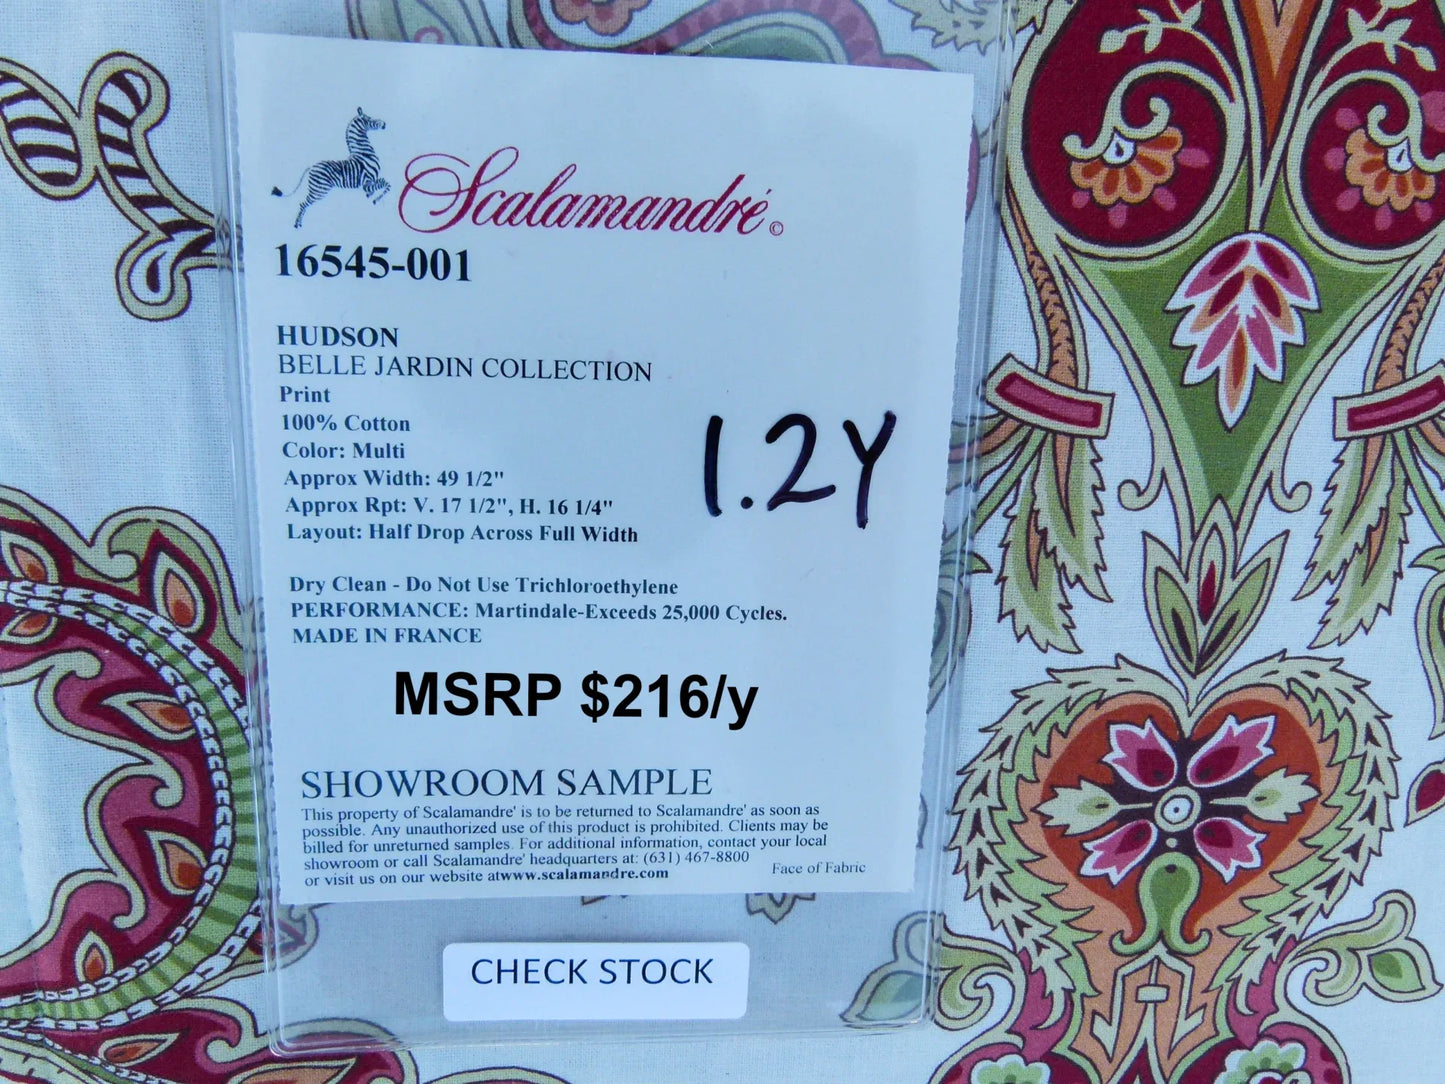 Scalamandré©
16545-001
HUDSON
BELLE JARDIN COLLECTION
Print
100% Cotton
Color: Multi
Approx Width: 49 1/2"
Approx Rpt: V. 17 1/2", H. 16 1/4"
Layout: Half Drop Across Full Width
1.2Y
Dry Clean - Do Not Use Trichloroethylene
PERFORMANCE: Martindale-Exceeds 25,000 Cycles.
MADE IN FRANCE
MSRP $216/y
SHOWROOM SAMPLE
This property of Scalamandre' is to be returned to Scalamandre' as soon as
possible. Any unauthorized use of this product is prohibited. Clients may be
billed for unreturned samples. For additional information, contact your local
showroom or call Scalamandre' headquarters at: (631) 467-8800
or visit us on our website atwww.scalamandre.com
Face of Fabric
CHECK STOCK